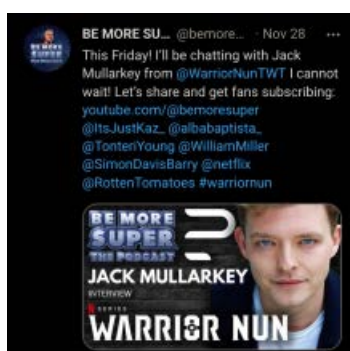 BE MORE SU... @bemore... · Nov 28 ...
This Friday! I'll be chatting with Jack
Mullarkey from @WarriorNunTWT I cannot
wait! Let's share and get fans subscribing:
youtube.com/@bemoresuper
@ItsJustKaz_ @albabaptista_
@TonteriYoung @WilliamMiller
@SimonDavisBarry @netflix
@RottenTomatoes #warriornun
BE MORE
SUPER
THE PODCAST
JACK MULLARKEY
INTERVIEW
N SERIES
WARRIOR NUN